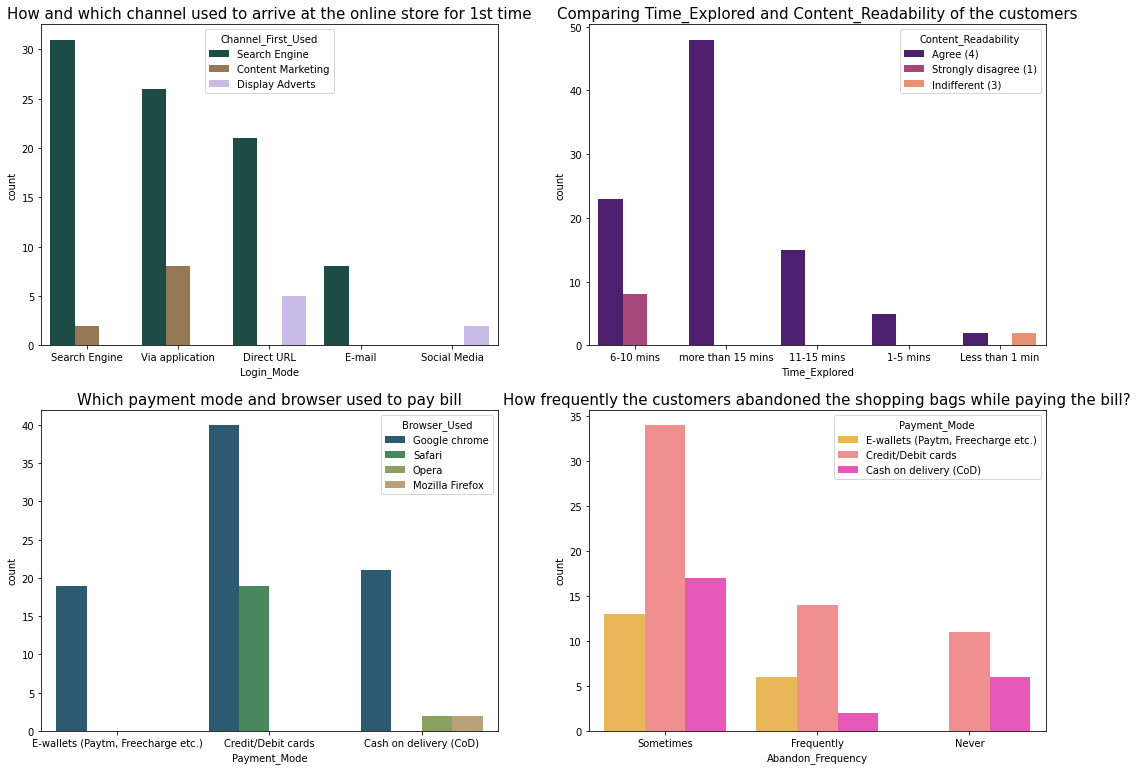 How and which channel used to arrive at the online store for 1st time
Channel_First_Used
Search Engine
Content Marketing
Display Adverts
count
30
25
20
15
10
5
0
Search Engine
Via application
Direct URL
E-mail
Social Media
Login_Mode
Comparing Time_Explored and Content_Readability of the customers
Content_Readability
Agree (4)
Strongly disagree (1)
Indifferent (3)
count
50
40
30
20
10
0
6-10 mins
more than 15 mins
11-15 mins
1-5 mins
Less than 1 min
Time_Explored
Which payment mode and browser used to pay bill
Browser_Used
Google chrome
Safari
Opera
Mozilla Firefox
count
40
35
30
25
20
15
10
5
0
E-wallets (Paytm, Freecharge etc.)
Credit/Debit cards
Cash on delivery (CoD)
Payment_Mode
How frequently the customers abandoned the shopping bags while paying the bill?
Payment_Mode
E-wallets (Paytm, Freecharge etc.)
Credit/Debit cards
Cash on delivery (CoD)
count
35
30
25
20
15
10
5
0
Sometimes
Frequently
Never
Abandon_Frequency